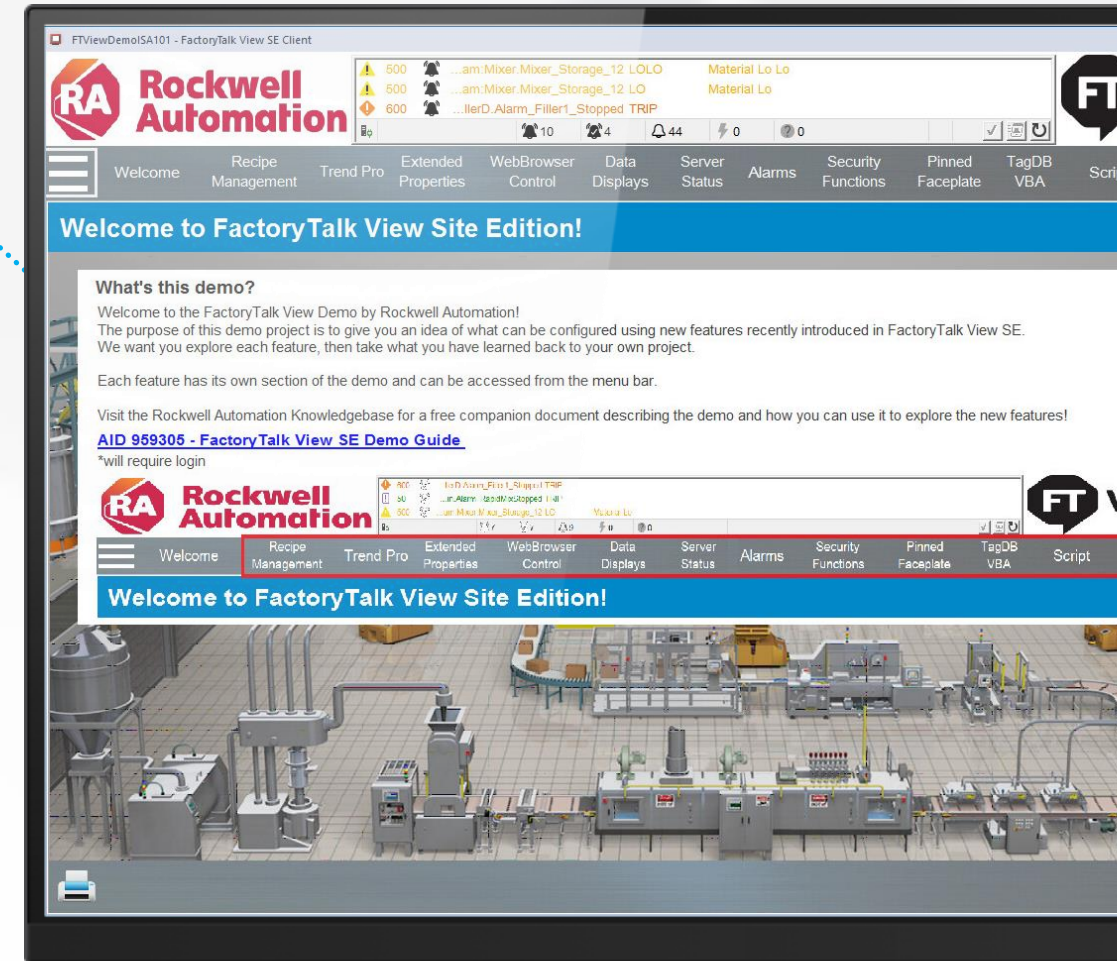 FTViewDemoISA101 - FactoryTalk View SE Client
RA Rockwell Automation
500 ...am:Mixer.Mixer_Storage_12 LOLO Material Lo Lo
500 ...am:Mixer.Mixer_Storage_12 LO Material Lo
600 ...llerD.Alarm_Filler1_Stopped TRIP
10 4 44 0 0
FT
Welcome Recipe Management Trend Pro Extended Properties WebBrowser Control Data Displays Server Status Alarms Security Functions Pinned Faceplate TagDB VBA Scri
Welcome to FactoryTalk View Site Edition!
What's this demo?
Welcome to the FactoryTalk View Demo by Rockwell Automation!
The purpose of this demo project is to give you an idea of what can be configured using new features recently introduced in FactoryTalk View SE.
We want you explore each feature, then take what you have learned back to your own project.
Each feature has its own section of the demo and can be accessed from the menu bar.
Visit the Rockwell Automation Knowledgebase for a free companion document describing the demo and how you can use it to explore the new features!
AID 959305 - FactoryTalk View SE Demo Guide
*will require login
RA Rockwell Automation
FT V
Welcome Recipe Management Trend Pro Extended Properties WebBrowser Control Data Displays Server Status Alarms Security Functions Pinned Faceplate TagDB VBA Script
Welcome to FactoryTalk View Site Edition!